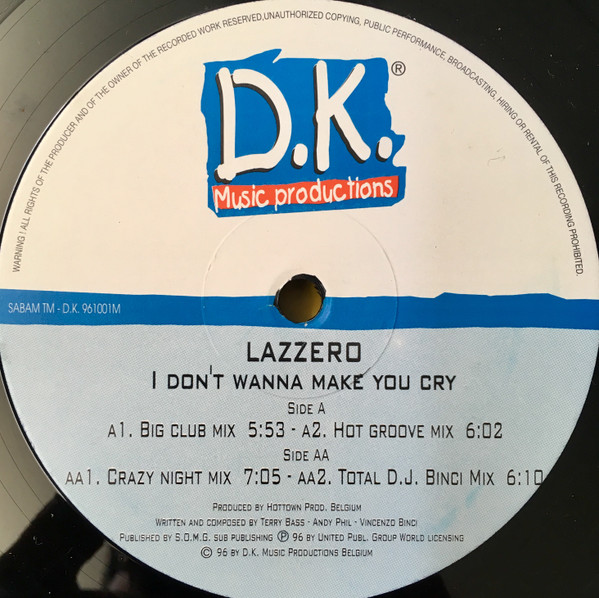 WARNING ! ALL RIGHTS OF THE PRODUCER AND OF THE OWNER OF THE RECORDED WORK RESERVED,UNAUTHORIZED COPYING, PUBLIC PERFORMANCE, BROADCASTING, HIRING OR RENTAL OF THIS RECORDING PROHIBITED.
D.K.®
Music productions
SABAM TM - D.K. 961001M
LAZZERO
I DON'T WANNA MAKE YOU CRY
SIDE A
A1. BIG CLUB MIX 5:53 - A2. HOT GROOVE MIX 6:02
SIDE AA
AA1. CRAZY NIGHT MIX 7:05 - AA2. TOTAL D.J. BINCI MIX 6:10
PRODUCED BY HOTTOWN PROD. BELGIUM
WRITTEN AND COMPOSED BY TERRY BASS - ANDY PHIL - VINCENZO BINCI
PUBLISHED BY S.O.M.G. SUB PUBLISHING ℗ 96 BY UNITED PUBL. GROUP WORLD LICENSING
© 96 BY D.K. MUSIC PRODUCTIONS BELGIUM